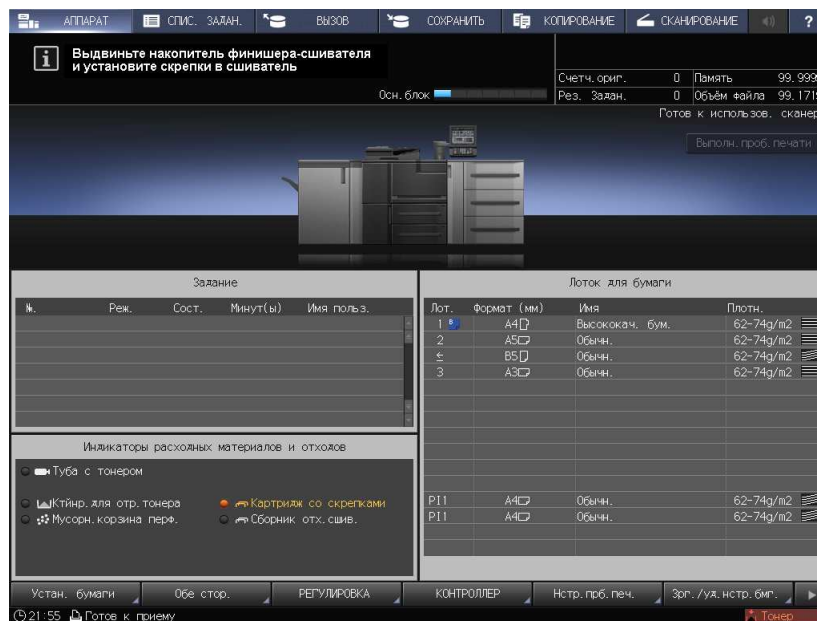 АППАРАТ СПИС. ЗАДАН. ВЫЗОВ СОХРАНИТЬ КОПИРОВАНИЕ СКАНИРОВАНИЕ ?
i Выдвиньте накопитель финишера-сшивателя
и установите скрепки в сшиватель
Осн. блок
Счетч. ориг. 0 Память 99.999
Рез. Задан. 0 Объём файла 99.171
Готов к использов. сканер
Выполн. проб. печати
Задание
№. Реж. Сост. Минут(ы) Имя польз.
Лоток для бумаги
Лот. Формат (мм) Имя Плотн.
1 A4 Высококач. бум. 62-74g/m2
2 A5 Обычн. 62-74g/m2
B5 Обычн. 62-74g/m2
3 A3 Обычн. 62-74g/m2
PI1 A4 Обычн. 62-74g/m2
PI1 A4 Обычн. 62-74g/m2
Индикаторы расходных материалов и отходов
Туба с тонером
Ктйнр. для отр. тонера Картридж со скрепками
Мусорн. корзина перф. Сборник отх. сшив.
Устан. бумаги Обе стор. РЕГУЛИРОВКА КОНТРОЛЛЕР Нстр. прб. печ. Зрг./уд. нстр. бмг.
21:55 Готов к приему Тонер